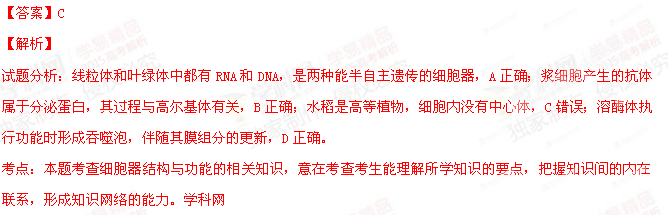 【答案】C
【解析】
试题分析：线粒体和叶绿体中都有 RNA 和 DNA，是两种能半自主遗传的细胞器，A 正确；浆细胞产生的抗体
属于分泌蛋白，其过程与高尔基体有关，B 正确；水稻是高等植物，细胞内没有中心体，C 错误；溶酶体执
行功能时形成吞噬泡，伴随其膜组分的更新，D 正确。
考点：本题考查细胞器结构与功能的相关知识，意在考查考生能理解所学知识的要点，把握知识间的内在
联系，形成知识网络的能力。学科网